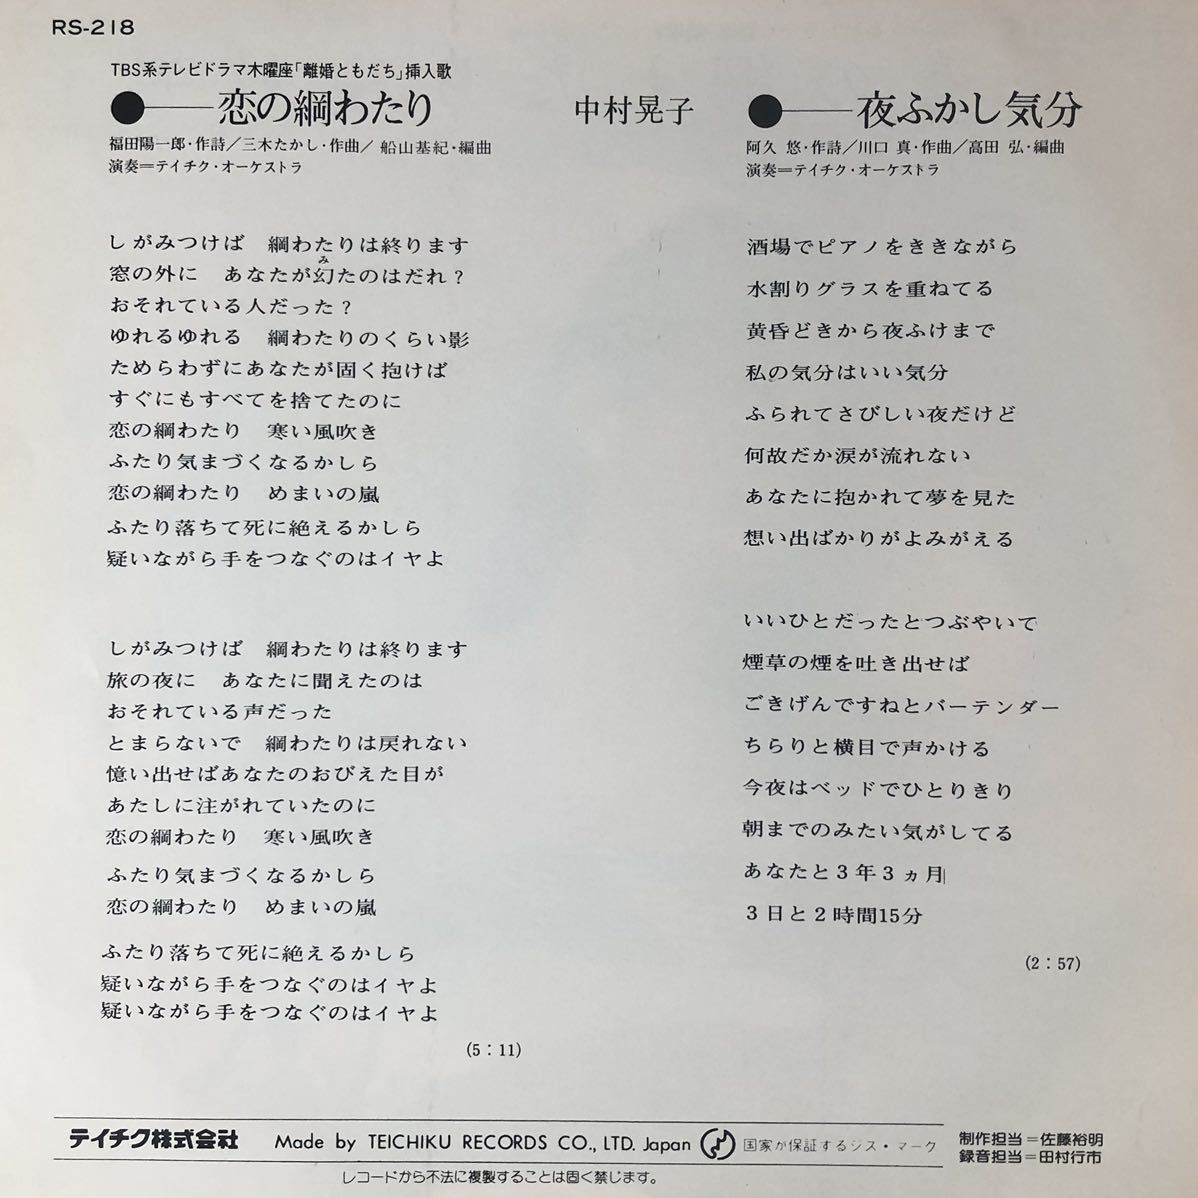 RS-218
TBS系テレビドラマ木曜座「離婚ともだち」挿入歌
恋の綱わたり
中村晃子
夜ふかし気分
福田陽一郎・作詩/三木たかし・作曲/船山基紀・編曲
演奏=テイチク・オーケストラ
阿久 悠・作詩/川口 真・作曲/高田 弘・編曲
演奏=テイチク・オーケストラ
しがみつけば 綱わたりは終ります
窓の外に あなたが幻たのはだれ?
み
おそれている人だった?
ゆれるゆれる 綱わたりのくらい影
ためらわずにあなたが固く抱けば
すぐにもすべてを捨てたのに
恋の綱わたり 寒い風吹き
ふたり気まづくなるかしら
恋の綱わたり めまいの嵐
ふたり落ちて死に絶えるかしら
疑いながら手をつなぐのはイヤよ
しがみつけば 綱わたりは終ります
旅の夜に あなたに聞えたのは
おそれている声だった
とまらないで 綱わたりは戻れない
憶い出せばあなたのおびえた目が
あたしに注がれていたのに
恋の綱わたり 寒い風吹き
ふたり気まづくなるかしら
恋の綱わたり めまいの嵐
ふたり落ちて死に絶えるかしら
疑いながら手をつなぐのはイヤよ
疑いながら手をつなぐのはイヤよ
(5:11)
酒場でピアノをききながら
水割りグラスを重ねてる
黄昏どきから夜ふけまで
私の気分はいい気分
ふられてさびしい夜だけど
何故だか涙が流れない
あなたに抱かれて夢を見た
想い出ばかりがよみがえる
いいひとだったとつぶやいて
煙草の煙を吐き出せば
ごきげんですねとバーテンダー
ちらりと横目で声かける
今夜はベッドでひとりきり
朝までのみたい気がしてる
あなたと3年3ヵ月
3日と2時間15分
(2:57)
テイチク株式会社 Made by TEICHIKU RECORDS CO., LTD. Japan 国家が保証するジス・マーク
制作担当=佐藤裕明
録音担当=田村行市
レコードから不法に複製することは固く禁じます。